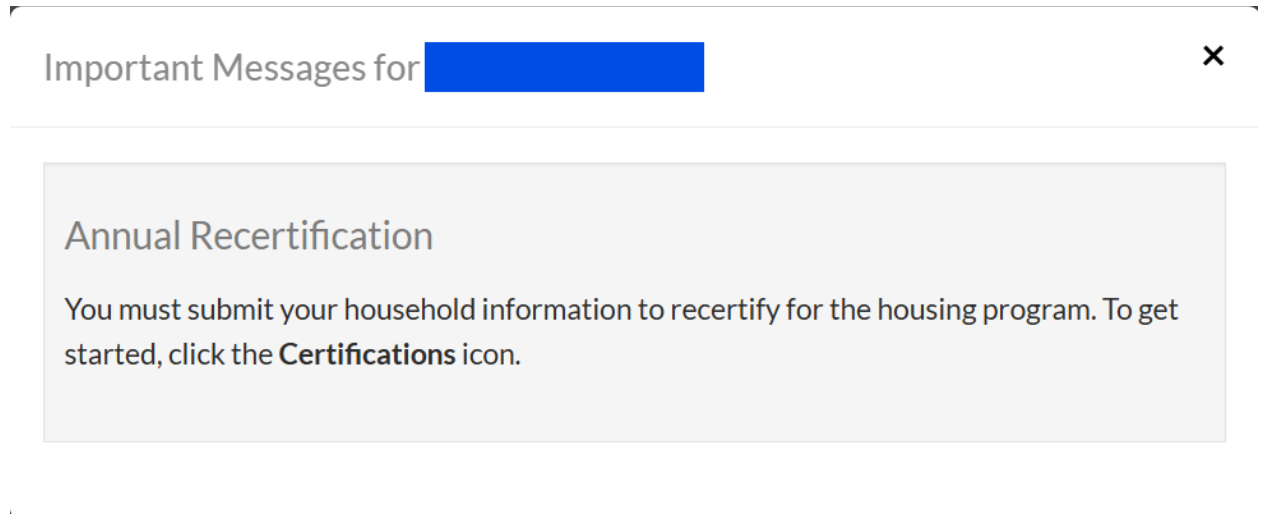 Important Messages for
Annual Recertification
You must submit your household information to recertify for the housing program. To get
started, click the Certifications icon.